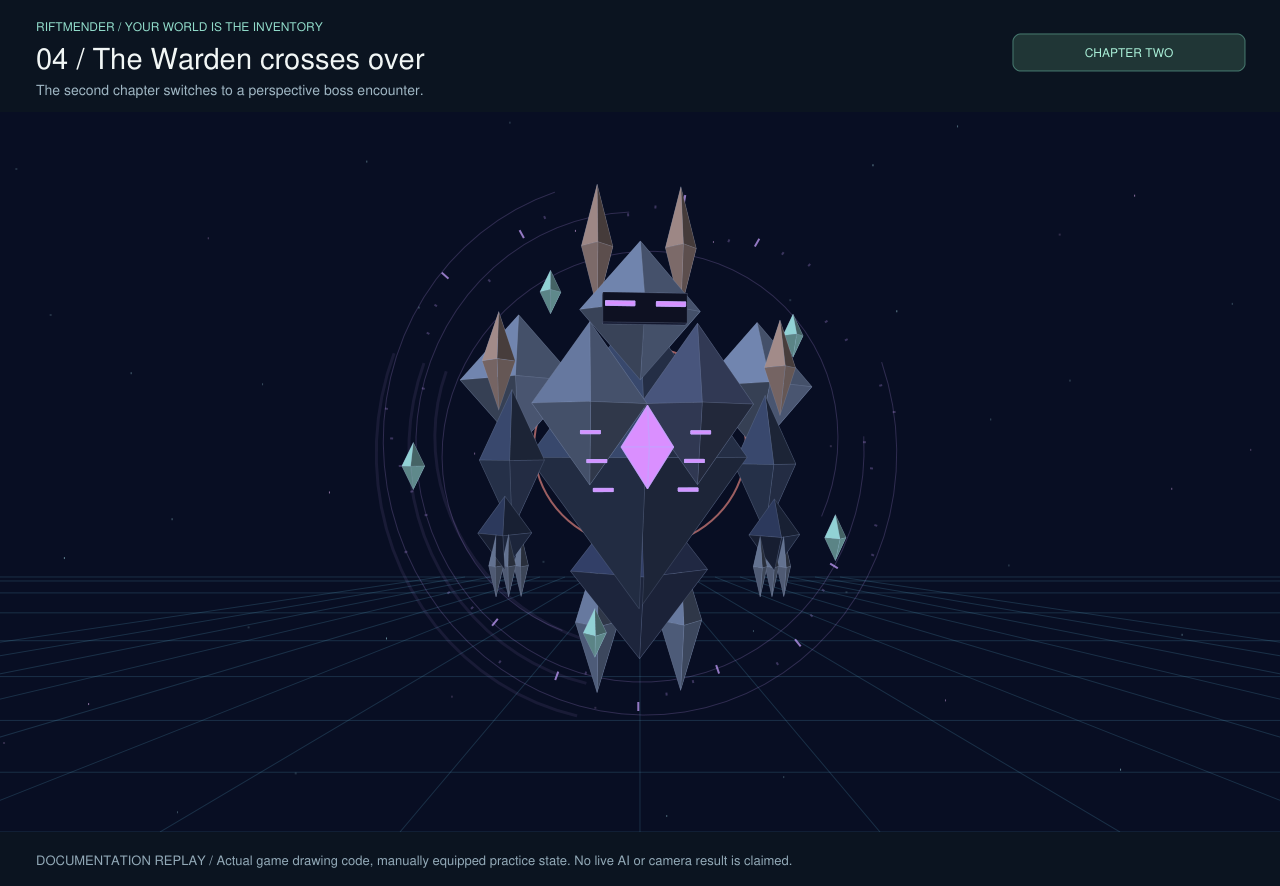 RIFTMENDER / YOUR WORLD IS THE INVENTORY
04 / The Warden crosses over
CHAPTER TWO
The second chapter switches to a perspective boss encounter.
DOCUMENTATION REPLAY / Actual game drawing code, manually equipped practice state. No live AI or camera result is claimed.